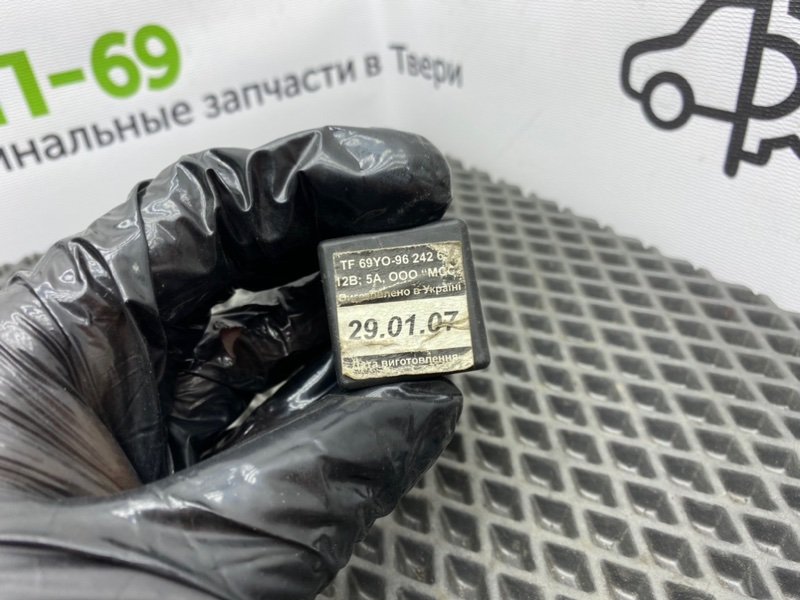 П-69
инальные запчасти в Твери
TF 69YO-96 242 6
12В; 5А, ООО "МСС"
Виготовлено в Україні
29.01.07
Дата виготовлення